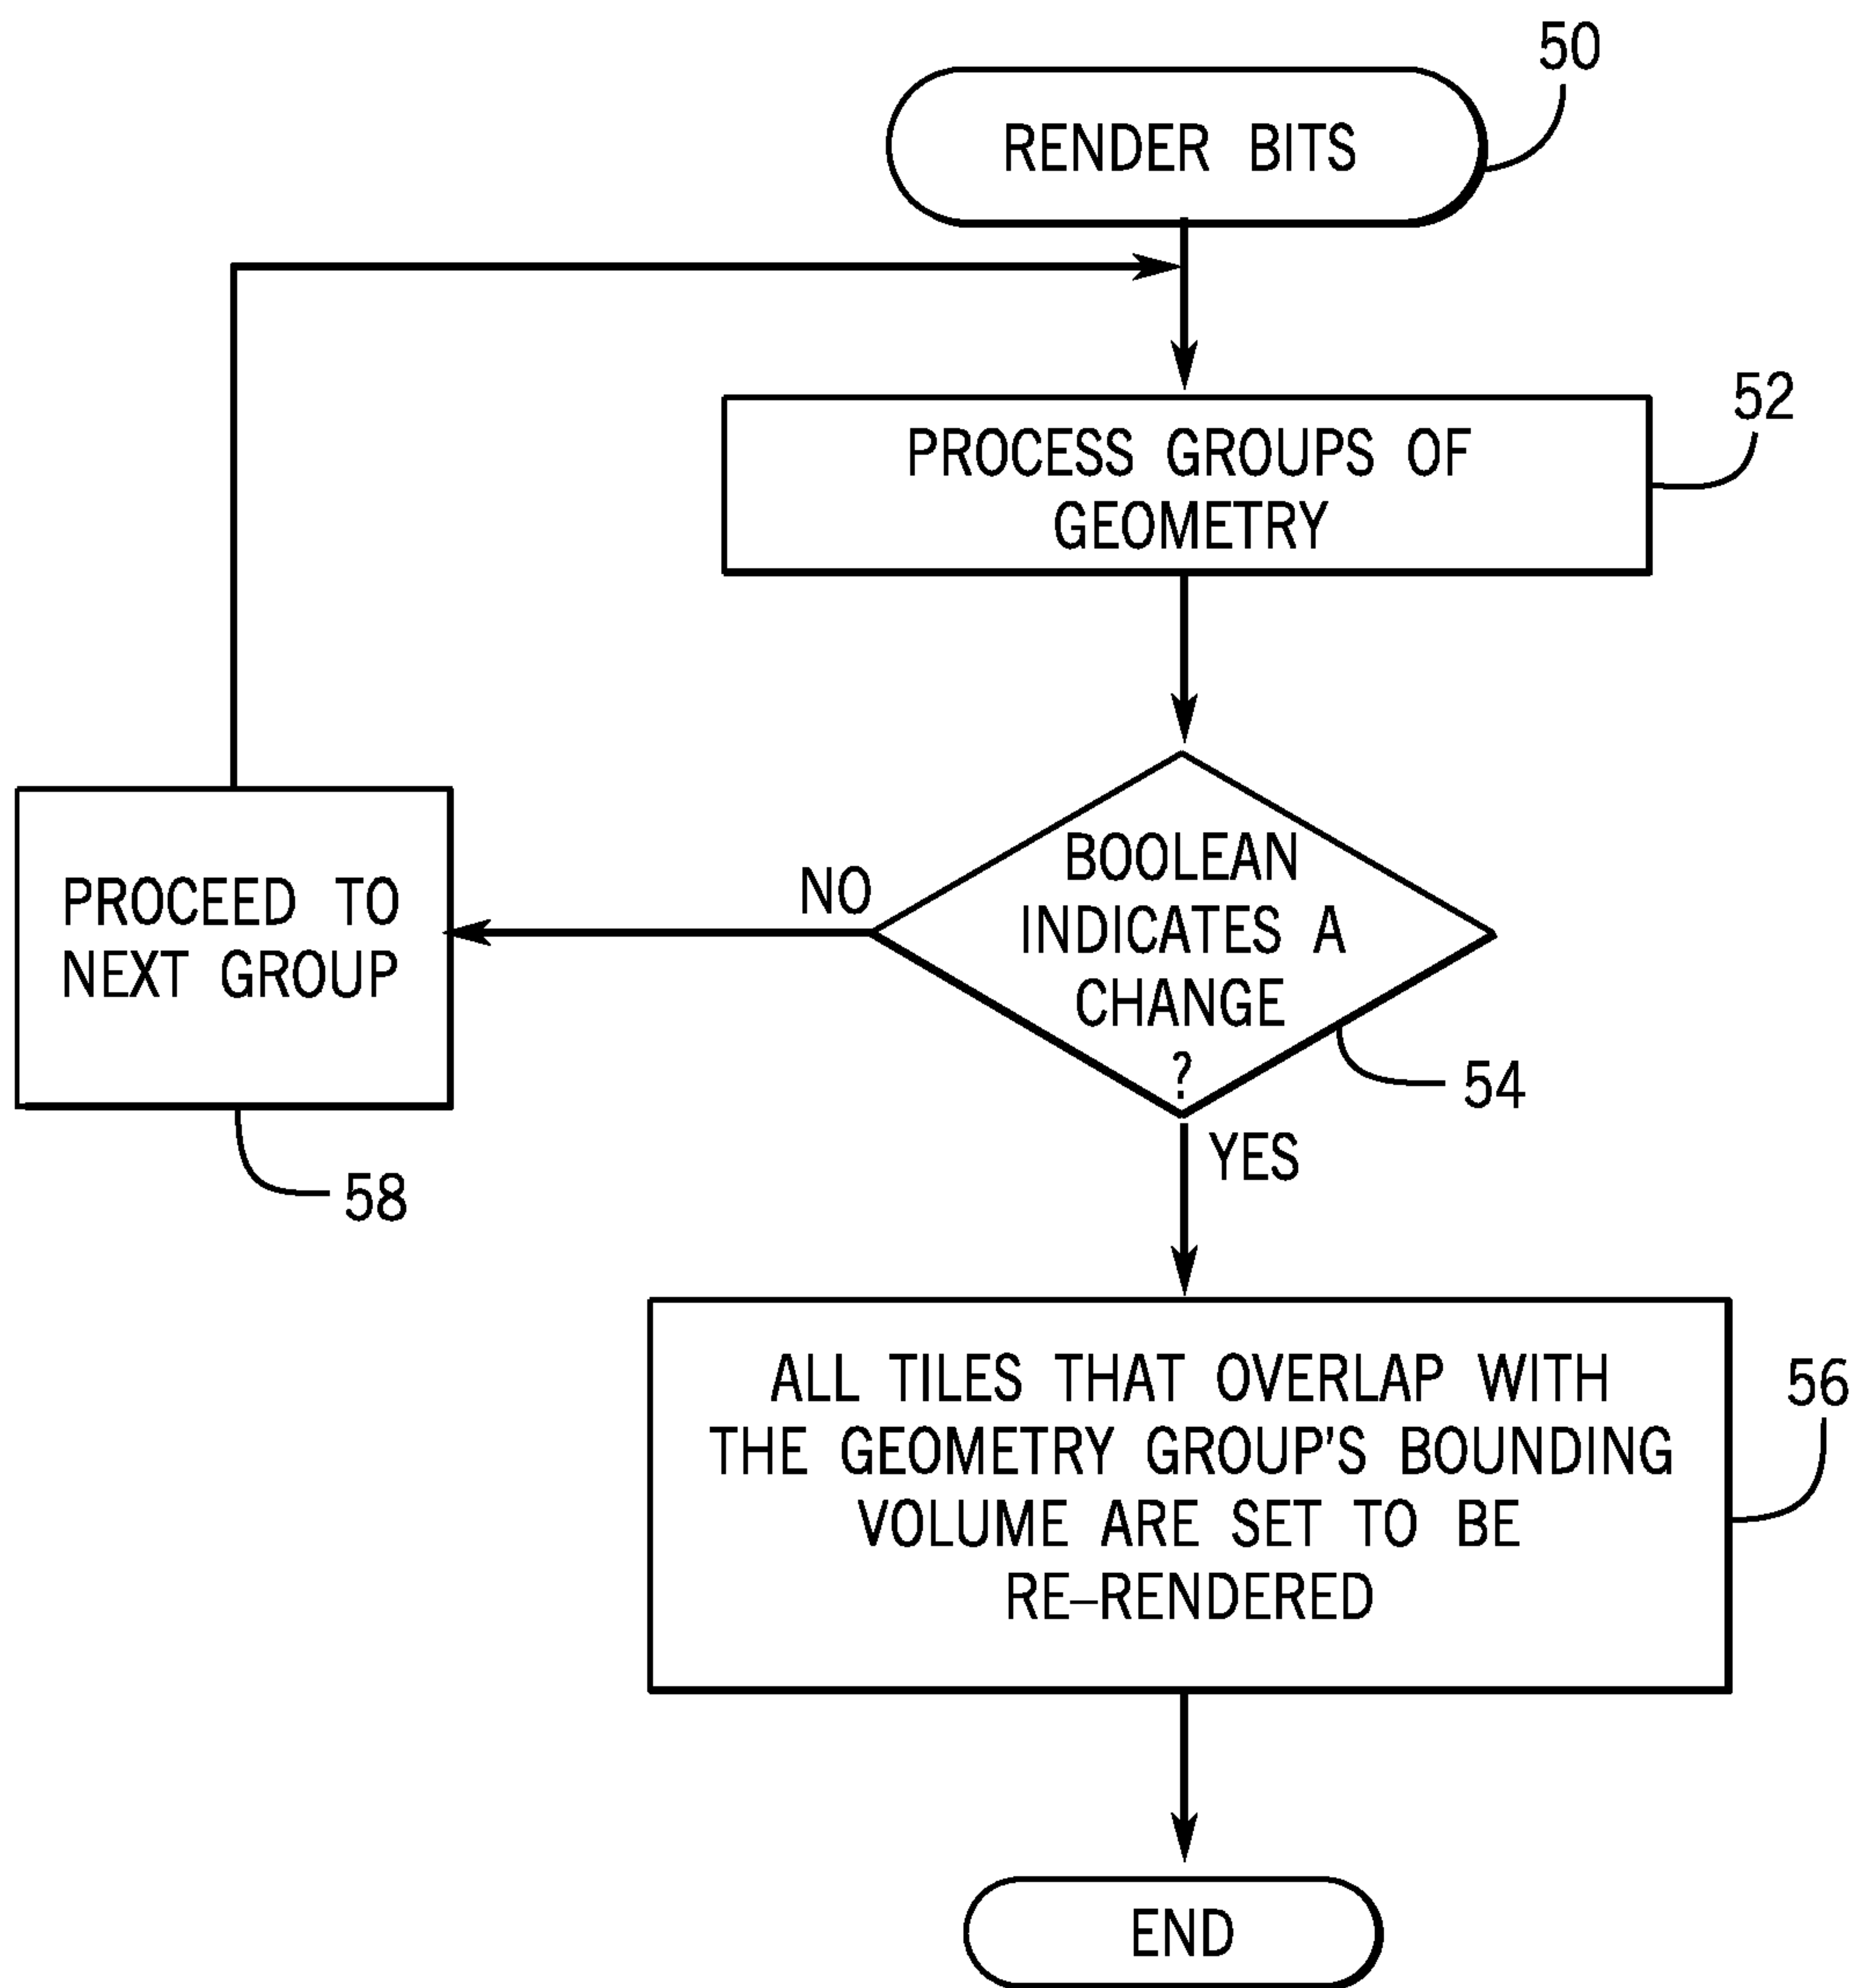 50
RENDER BITS
52
PROCESS GROUPS OF
GEOMETRY
BOOLEAN
INDICATES A
CHANGE
?
54
NO
PROCEED TO
NEXT GROUP
58
YES
ALL TILES THAT OVERLAP WITH
THE GEOMETRY GROUP'S BOUNDING
VOLUME ARE SET TO BE
RE–RENDERED
56
END